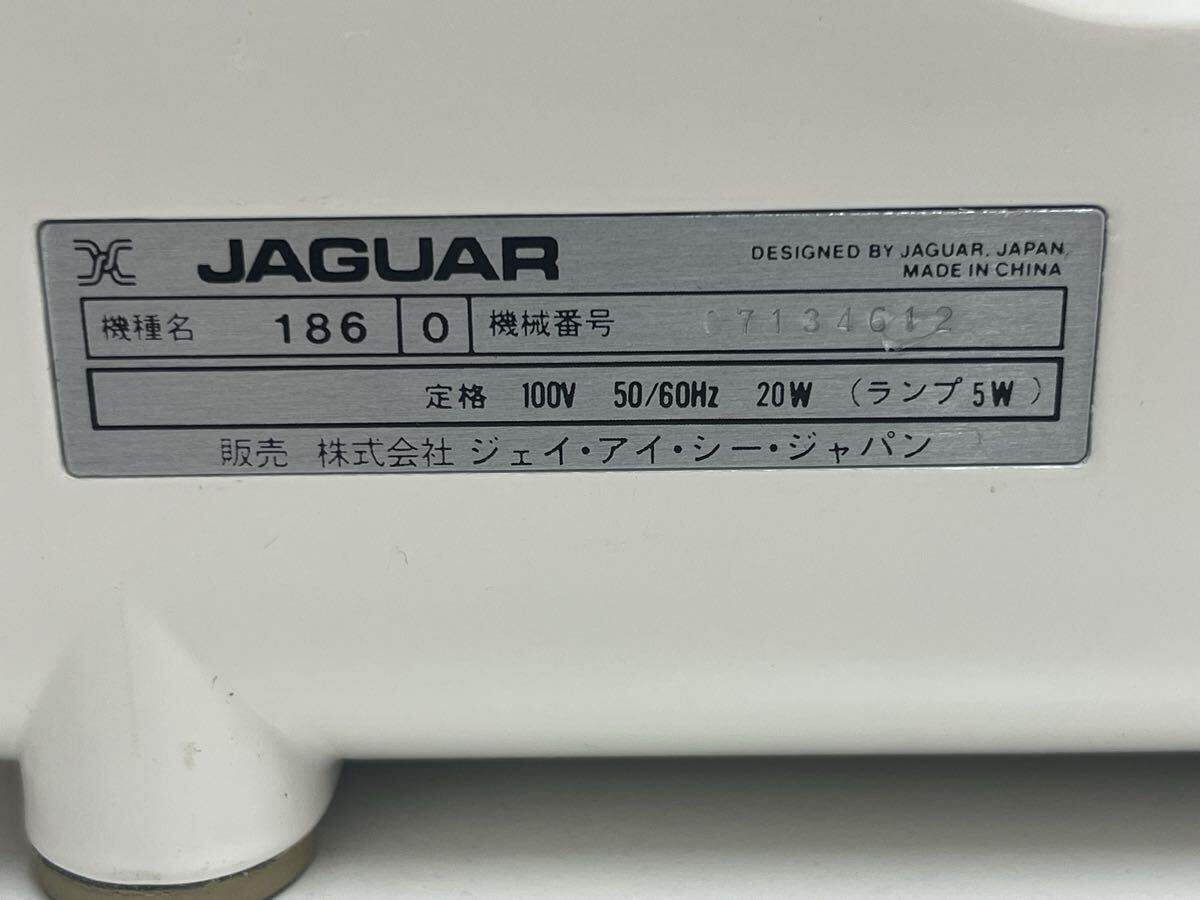 JAGUAR
DESIGNED BY JAGUAR, JAPAN,
MADE IN CHINA
機種名 186 0 機械番号
定格 100V 50/60Hz 20W (ランプ5W)
販売 株式会社 ジェイ・アイ・シー・ジャパン